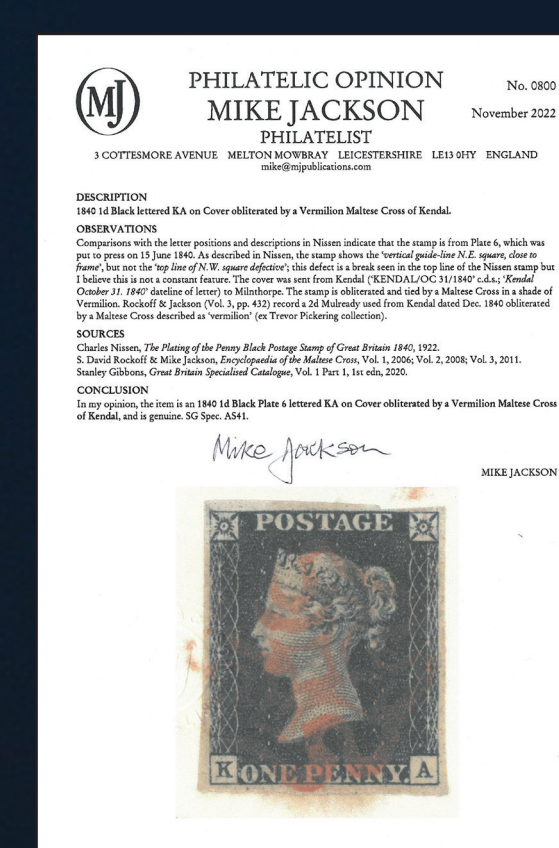 MJ
PHILATELIC OPINION
MIKE JACKSON
PHILATELIST
No. 0800
November 2022
3 COTTESMORE AVENUE MELTON MOWBRAY LEICESTERSHIRE LE13 0HY ENGLAND
mike@mjpublications.com
DESCRIPTION
1840 1d Black lettered KA on Cover obliterated by a Vermilion Maltese Cross of Kendal.
OBSERVATIONS
Comparisons with the letter positions and descriptions in Nissen indicate that the stamp is from Plate 6, which was
put to press on 15 June 1840. As described in Nissen, the stamp shows the 'vertical guide-line N.E. square, close to
frame', but not the 'top line of N.W. square defective'; this defect is a break seen in the top line of the Nissen stamp but
I believe this is not a constant feature. The cover was sent from Kendal ('KENDAL/OC 31/1840' c.d.s.; 'Kendal
October 31. 1840' dateline of letter) to Milnthorpe. The stamp is obliterated and tied by a Maltese Cross in a shade of
Vermilion. Rockoff & Jackson (Vol. 3, pp. 432) record a 2d Mulready used from Kendal dated Dec. 1840 obliterated
by a Maltese Cross described as 'vermilion' (ex Trevor Pickering collection).
SOURCES
Charles Nissen, The Plating of the Penny Black Postage Stamp of Great Britain 1840, 1922.
S. David Rockoff & Mike Jackson, Encyclopaedia of the Maltese Cross, Vol. 1, 2006; Vol. 2, 2008; Vol. 3, 2011.
Stanley Gibbons, Great Britain Specialised Catalogue, Vol. 1 Part 1, 1st edn, 2020.
CONCLUSION
In my opinion, the item is an 1840 1d Black Plate 6 lettered KA on Cover obliterated by a Vermilion Maltese Cross
of Kendal, and is genuine. SG Spec. AS41.
Mike Jackson
MIKE JACKSON
POSTAGE
K ONE PENNY. A